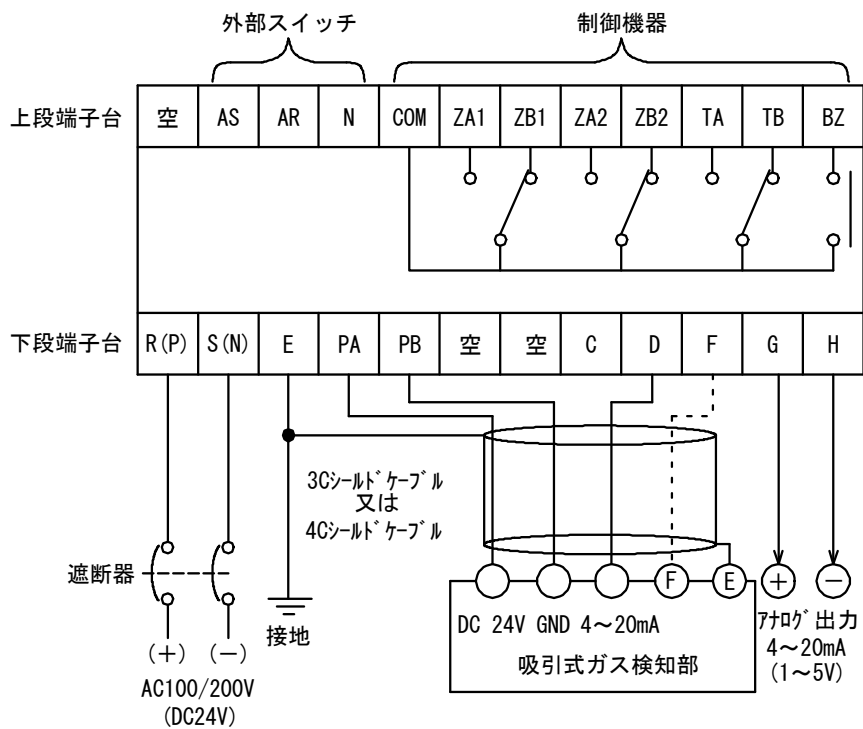 外部スイッチ
制御機器
上段端子台 空 AS AR N COM ZA1 ZB1 ZA2 ZB2 TA TB BZ
下段端子台 R(P) S(N) E PA PB 空 空 C D F G H
3Cシールドケーブル
又は
4Cシールドケーブル
遮断器
F E + −
接地
(+) (−)
AC100/200V
(DC24V)
DC 24V GND 4～20mA
吸引式ガス検知部
アナログ出力
4～20mA
(1～5V)